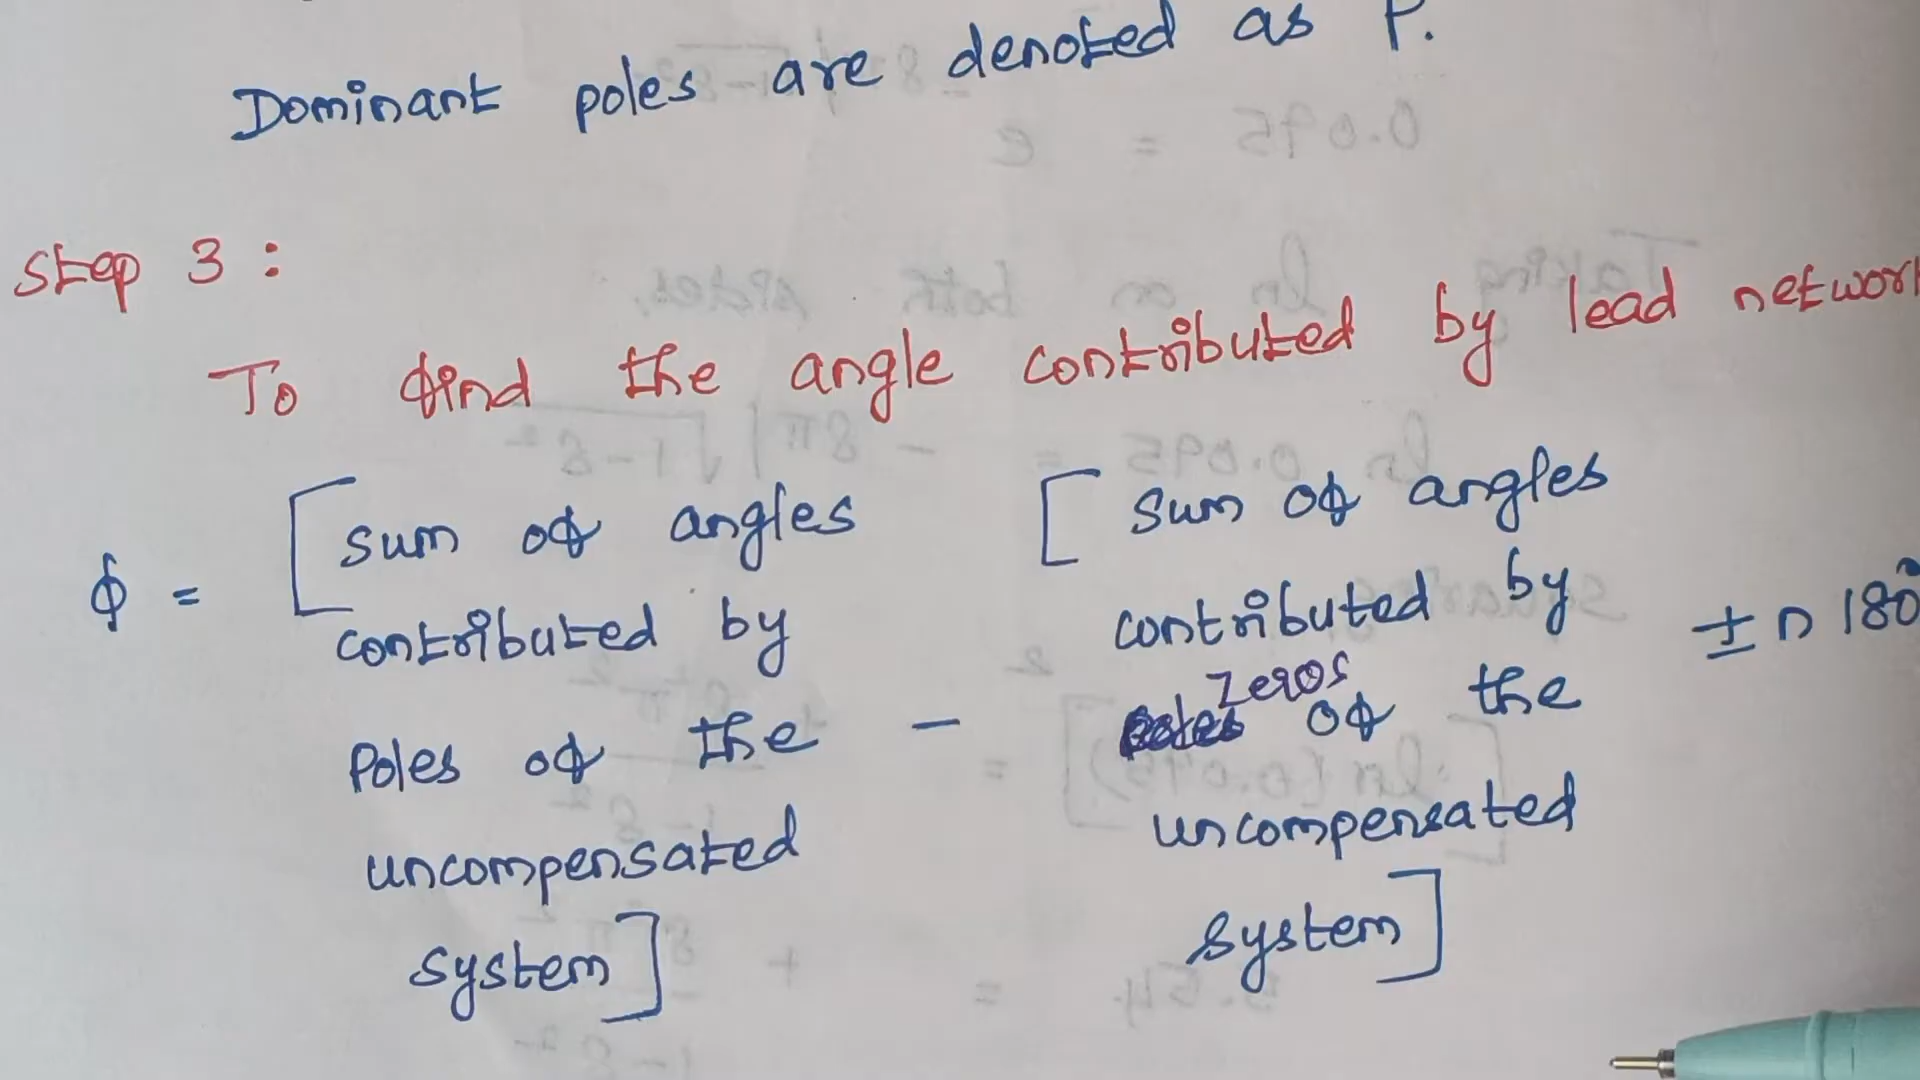 Dominant poles are denoted as P.
Step 3 :
To find the angle contributed by lead network
ϕ = [sum of angles contributed by Poles of the uncompensated system] - [sum of angles contributed by zeros of the uncompensated system] ± n 180°